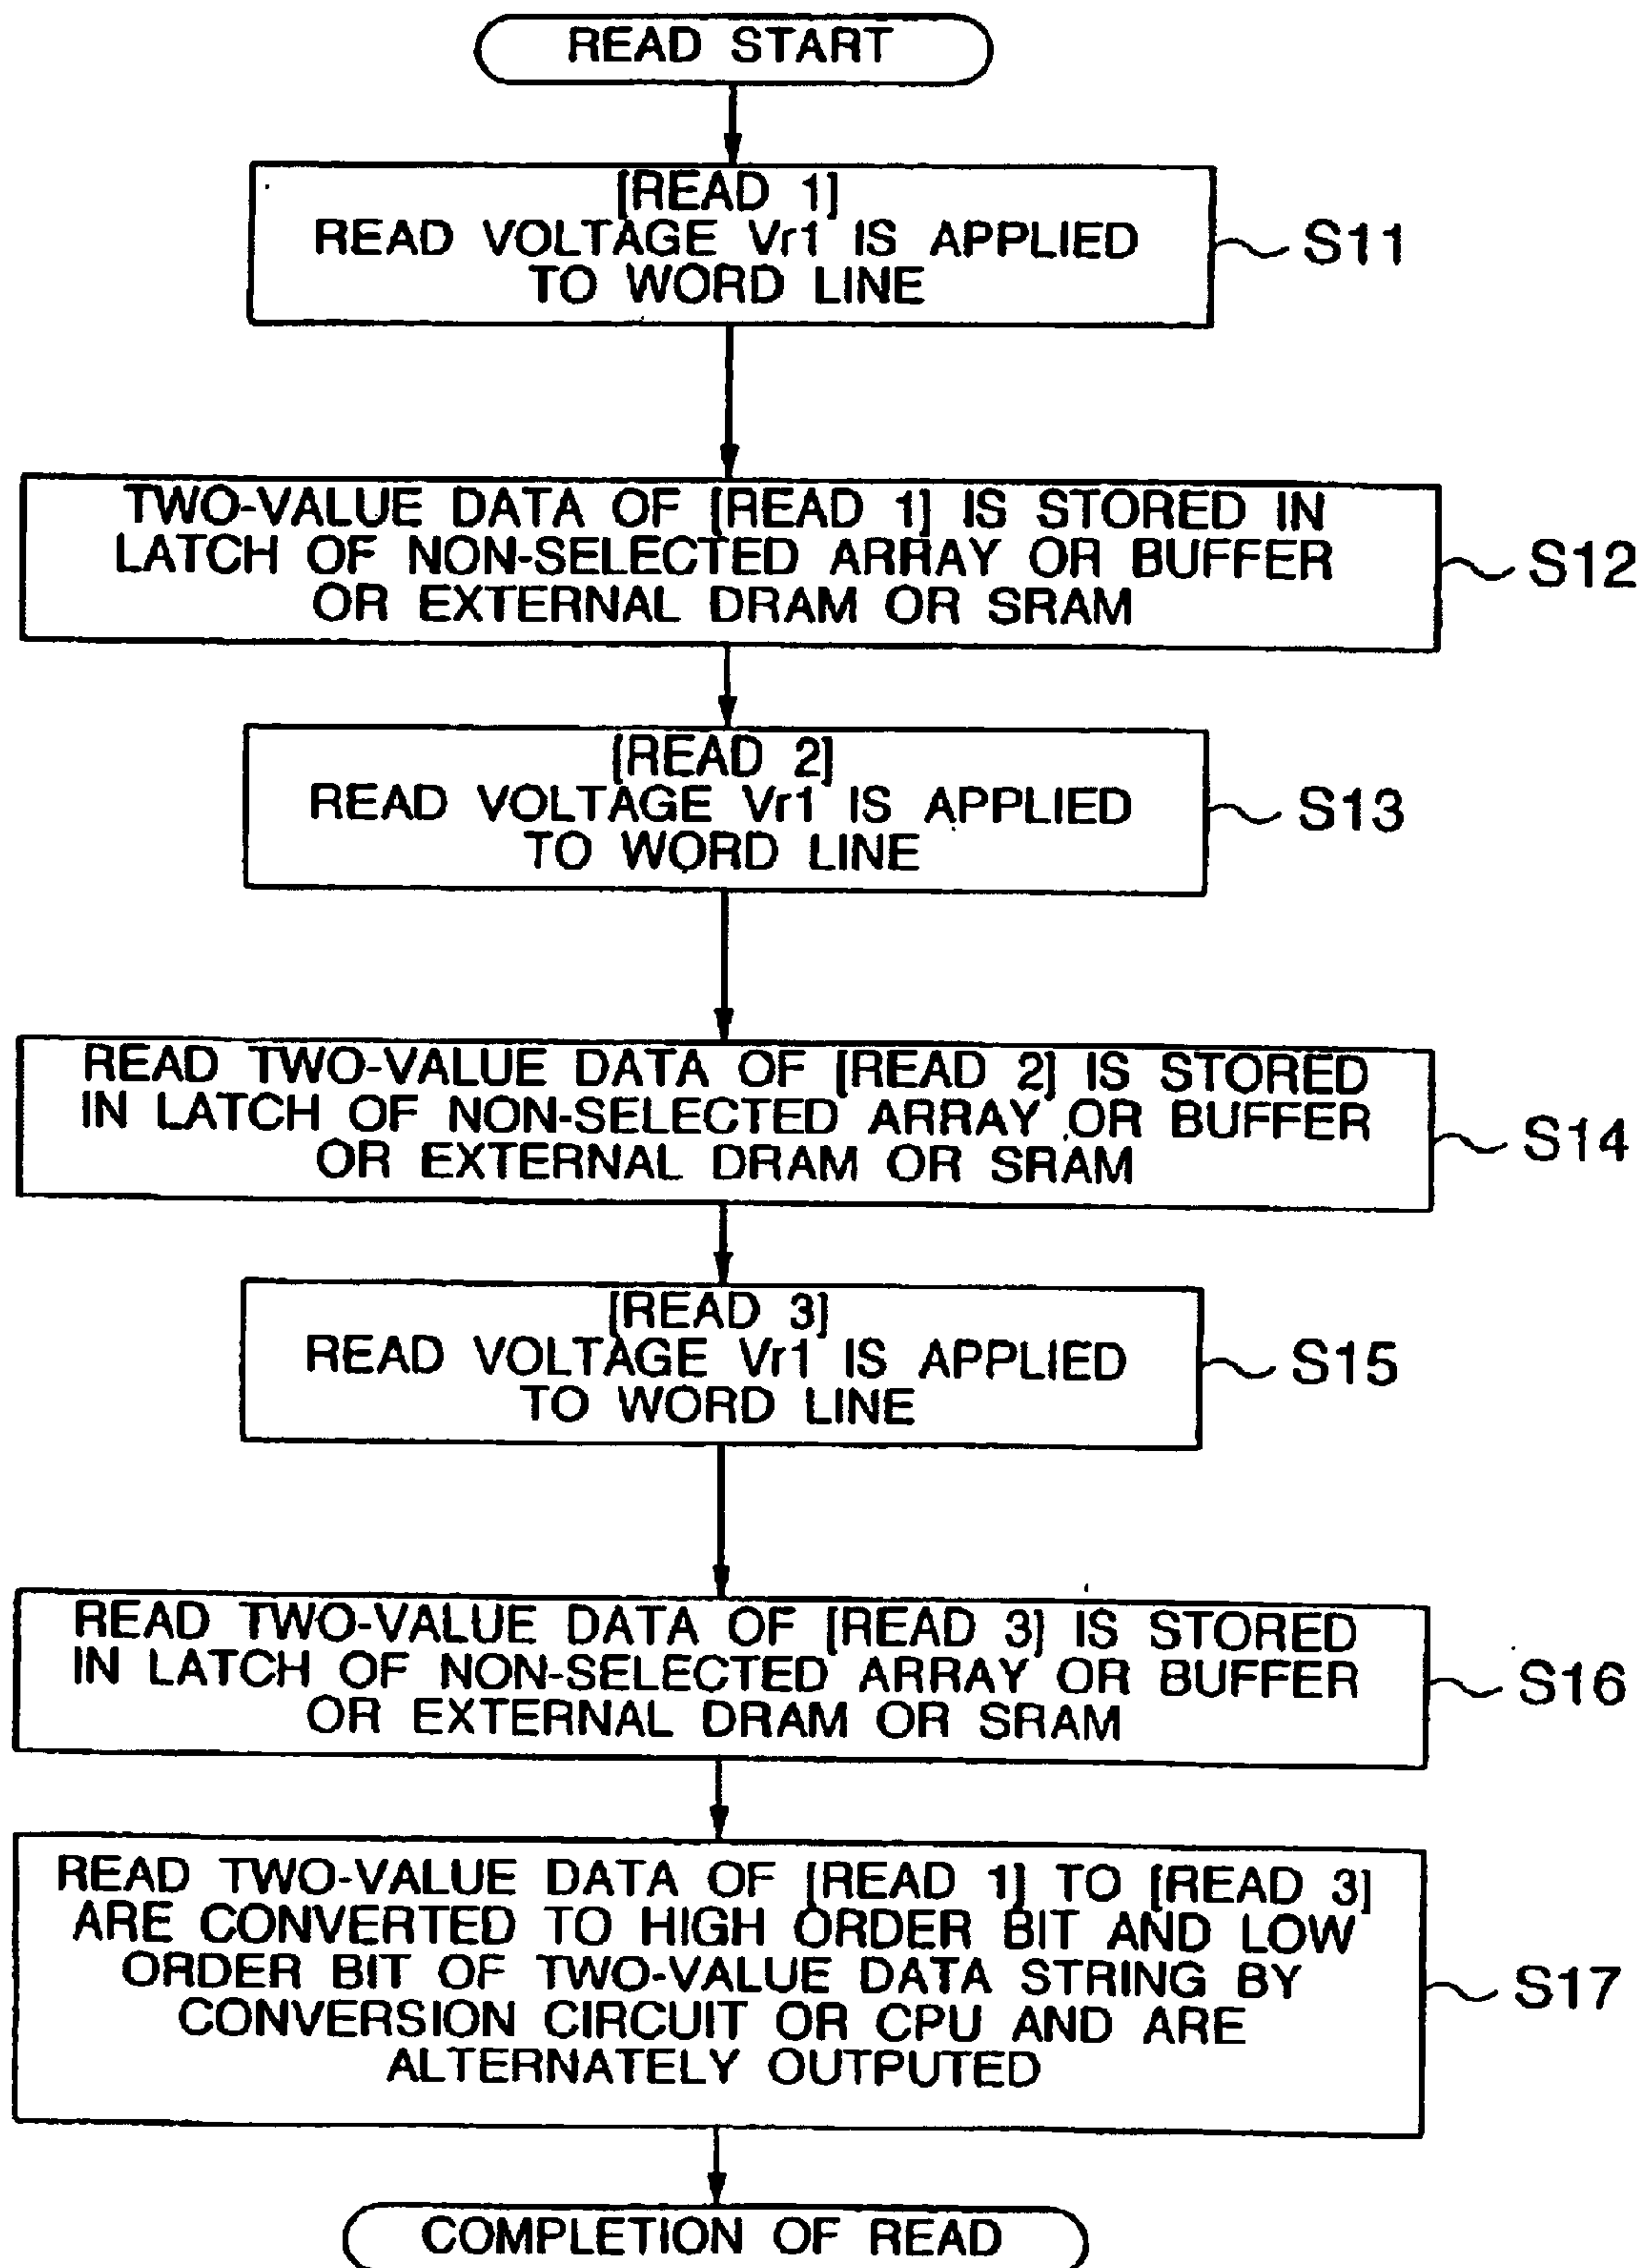 READ START
[READ 1]
READ VOLTAGE Vr1 IS APPLIED
TO WORD LINE
S11
TWO-VALUE DATA OF [READ 1] IS STORED IN
LATCH OF NON-SELECTED ARRAY OR BUFFER
OR EXTERNAL DRAM OR SRAM
S12
[READ 2]
READ VOLTAGE Vr1 IS APPLIED
TO WORD LINE
S13
READ TWO-VALUE DATA OF [READ 2] IS STORED
IN LATCH OF NON-SELECTED ARRAY OR BUFFER
OR EXTERNAL DRAM OR SRAM
S14
[READ 3]
READ VOLTAGE Vr1 IS APPLIED
TO WORD LINE
S15
READ TWO-VALUE DATA OF [READ 3] IS STORED
IN LATCH OF NON-SELECTED ARRAY OR BUFFER
OR EXTERNAL DRAM OR SRAM
S16
READ TWO-VALUE DATA OF [READ 1] TO [READ 3]
ARE CONVERTED TO HIGH ORDER BIT AND LOW
ORDER BIT OF TWO-VALUE DATA STRING BY
CONVERSION CIRCUIT OR CPU AND ARE
ALTERNATELY OUTPUTED
S17
COMPLETION OF READ